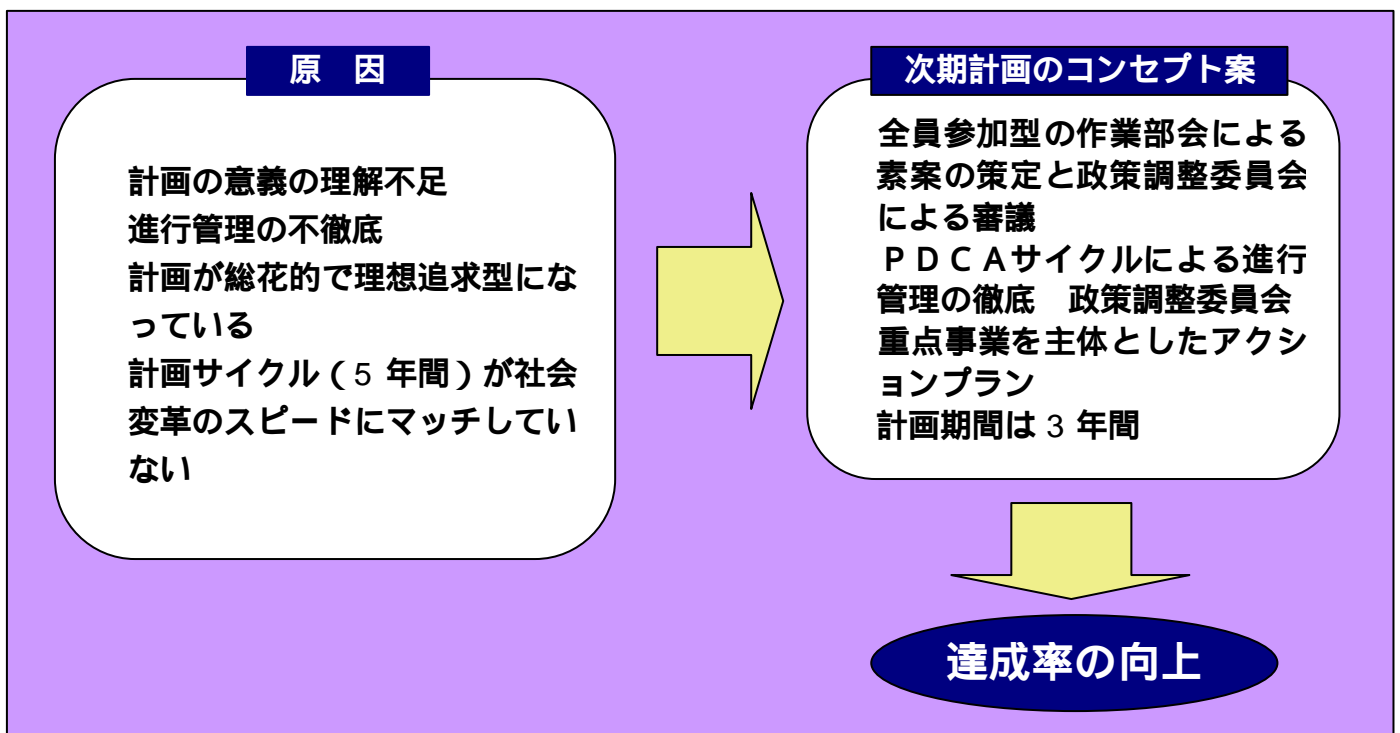 原　因
計画の意義の理解不足
進行管理の不徹底
計画が総花的で理想追求型にな
っている
計画サイクル（５年間）が社会
変革のスピードにマッチしてい
ない
次期計画のコンセプト案
全員参加型の作業部会による
素案の策定と政策調整委員会
による審議
ＰＤＣＡサイクルによる進行
管理の徹底　政策調整委員会
重点事業を主体としたアクシ
ョンプラン
計画期間は３年間
達成率の向上